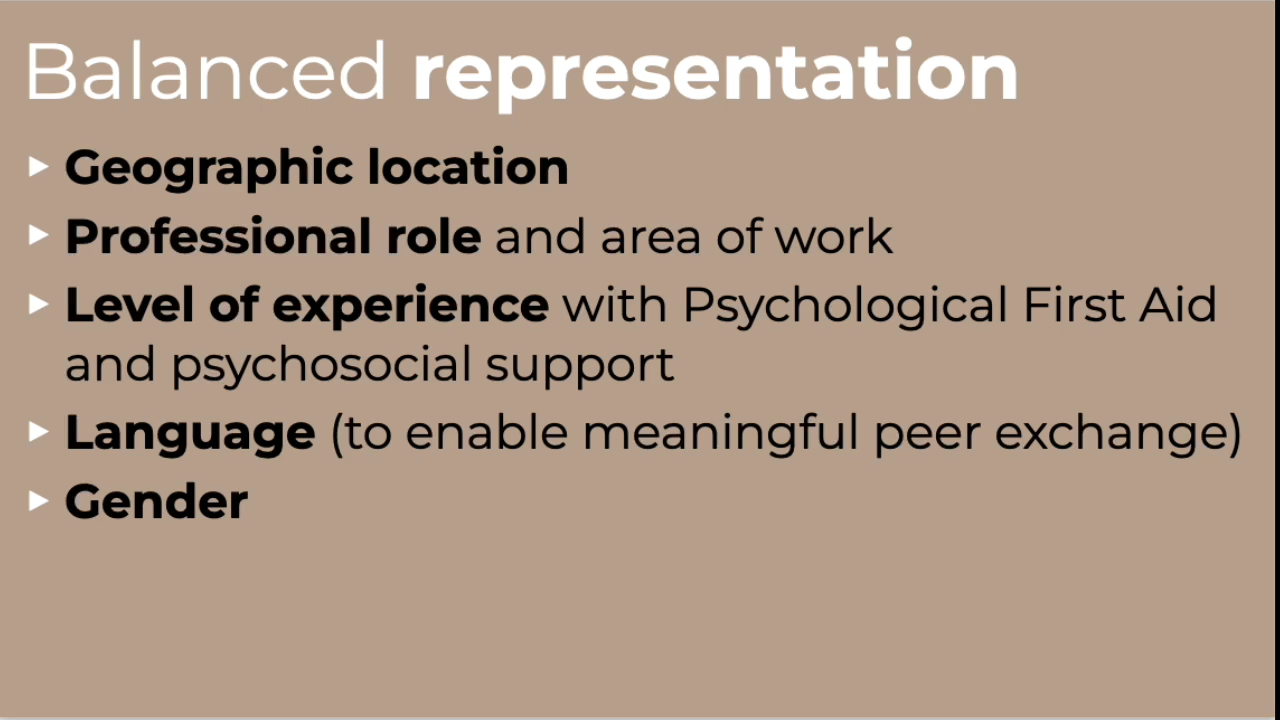 Balanced representation
Geographic location
Professional role and area of work
Level of experience with Psychological First Aid
and psychosocial support
Language (to enable meaningful peer exchange)
Gender